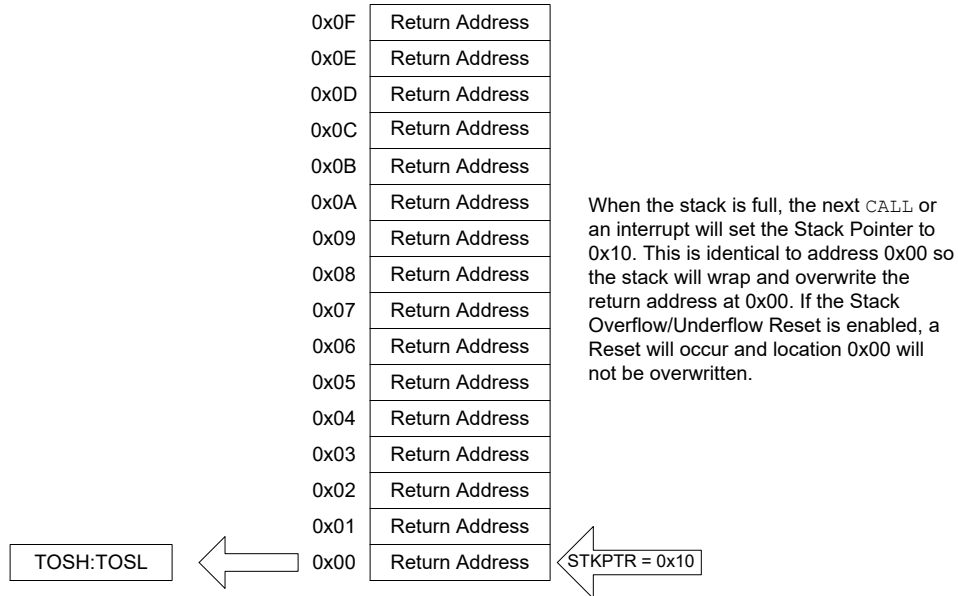 0x0F Return Address
0x0E Return Address
0x0D Return Address
0x0C Return Address
0x0B Return Address
0x0A Return Address
0x09 Return Address
0x08 Return Address
0x07 Return Address
0x06 Return Address
0x05 Return Address
0x04 Return Address
0x03 Return Address
0x02 Return Address
0x01 Return Address
TOSH:TOSL 0x00 Return Address STKPTR = 0x10
When the stack is full, the next CALL or
an interrupt will set the Stack Pointer to
0x10. This is identical to address 0x00 so
the stack will wrap and overwrite the
return address at 0x00. If the Stack
Overflow/Underflow Reset is enabled, a
Reset will occur and location 0x00 will
not be overwritten.